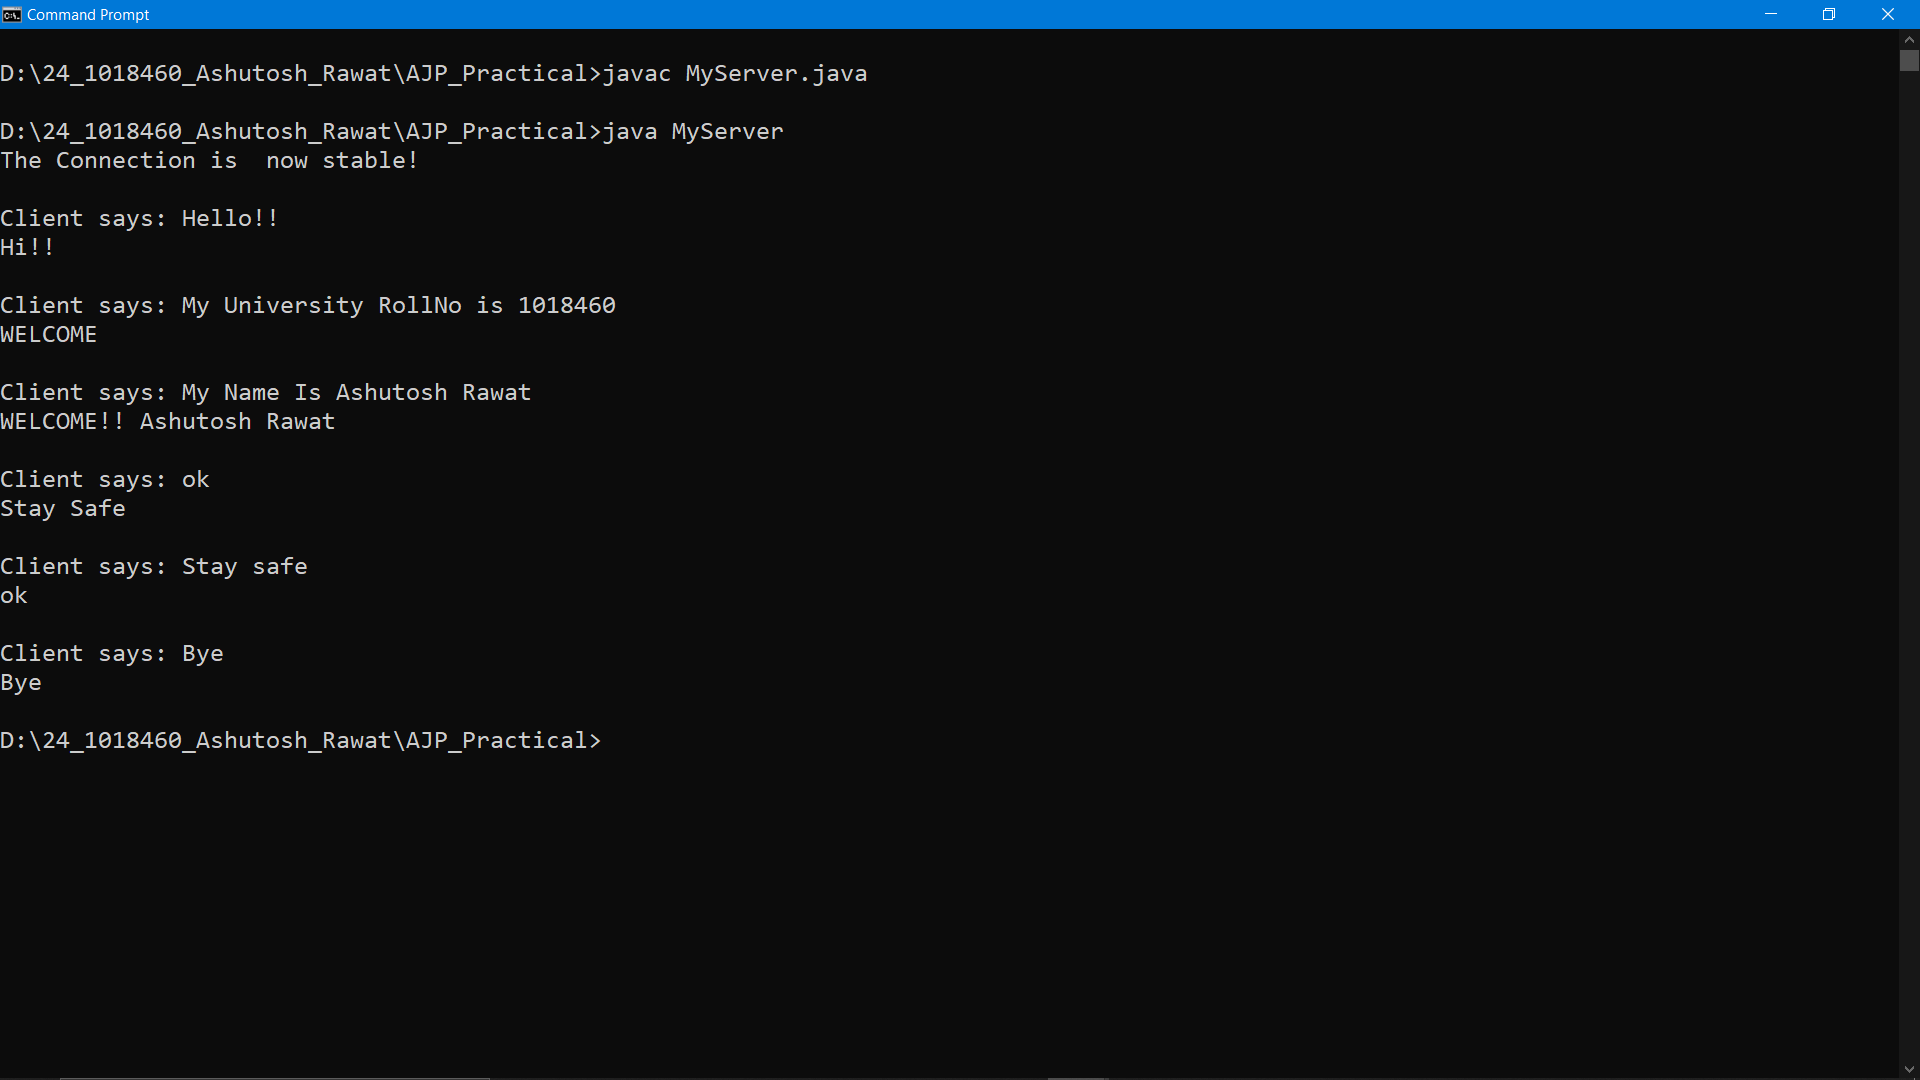 Command Prompt
D:\24_1018460_Ashutosh_Rawat\AJP_Practical>javac MyServer.java
D:\24_1018460_Ashutosh_Rawat\AJP_Practical>java MyServer
The Connection is  now stable!
Client says: Hello!!
Hi!!
Client says: My University RollNo is 1018460
WELCOME
Client says: My Name Is Ashutosh Rawat
WELCOME!! Ashutosh Rawat
Client says: ok
Stay Safe
Client says: Stay safe
ok
Client says: Bye
Bye
D:\24_1018460_Ashutosh_Rawat\AJP_Practical>